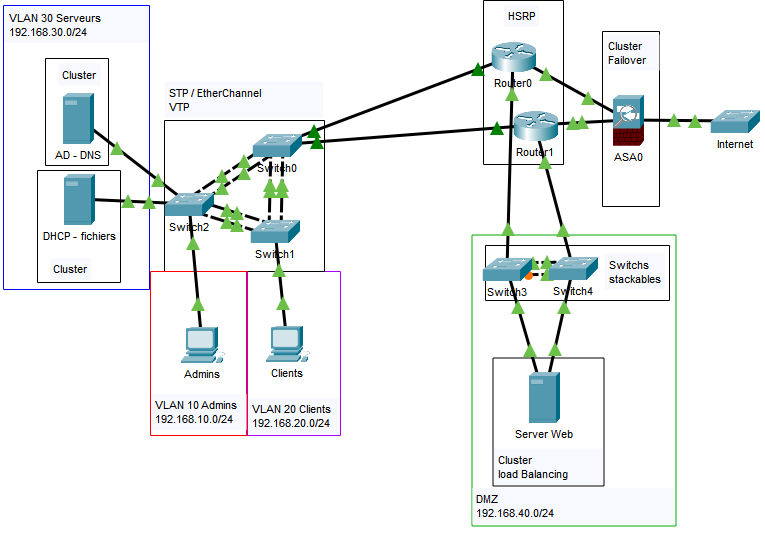 VLAN 30 Serveurs
192.168.30.0/24
Cluster
AD - DNS
DHCP - fichiers
Cluster
STP / EtherChannel
VTP
Switch0
Switch2
Switch1
Admins
VLAN 10 Admins
192.168.10.0/24
Clients
VLAN 20 Clients
192.168.20.0/24
HSRP
Router0
Router1
Cluster
Failover
ASA0
Internet
Switch3
Switch4
Switchs
stackables
Server Web
Cluster
load Balancing
DMZ
192.168.40.0/24